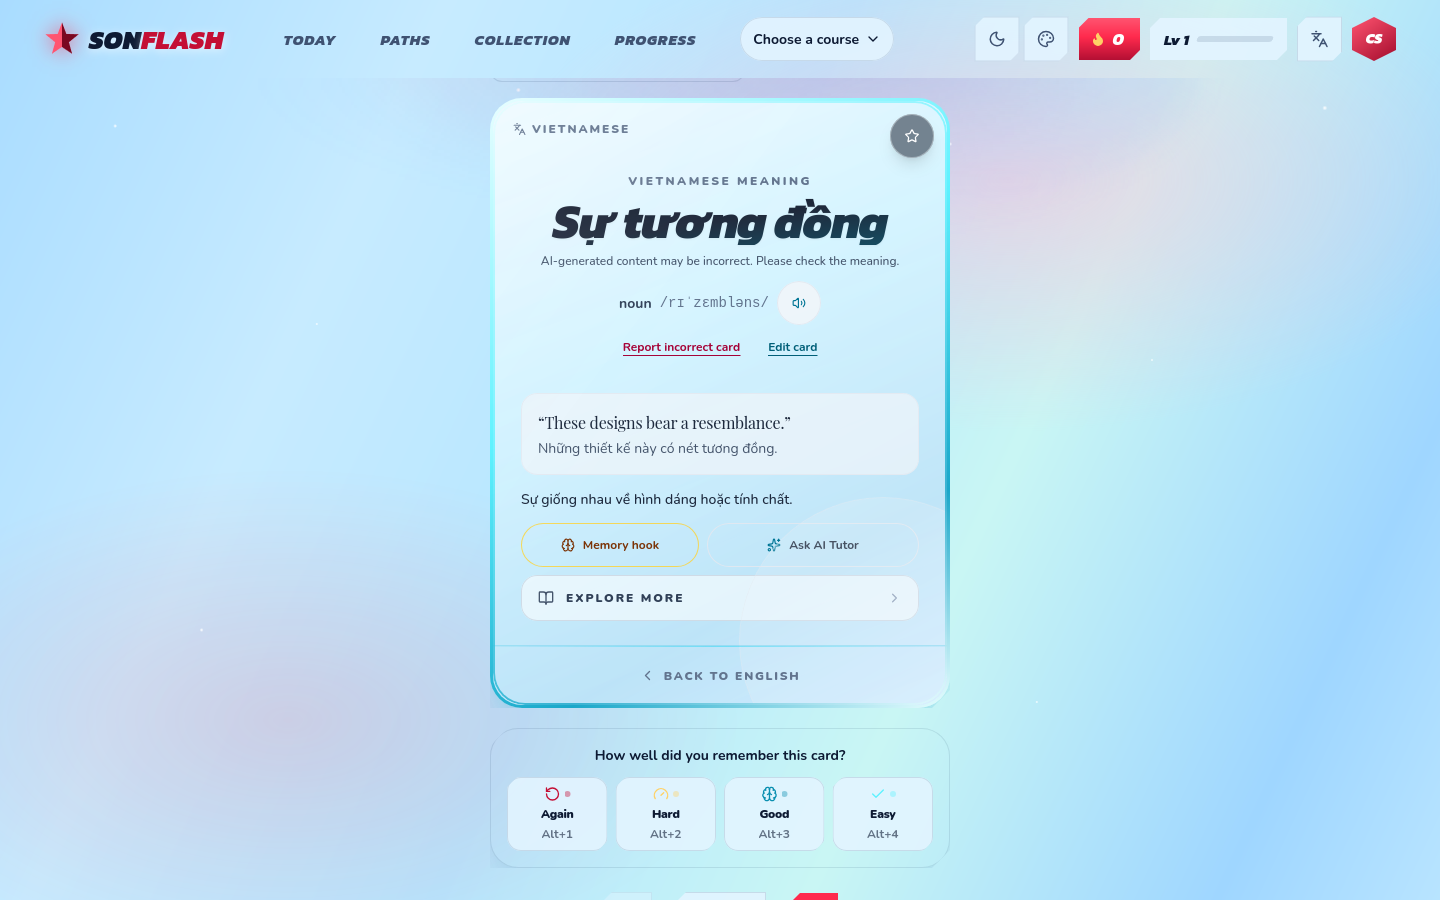 SONFLASH
TODAY
PATHS
COLLECTION
PROGRESS
Choose a course
0
Lv 1
CS
VIETNAMESE
VIETNAMESE MEANING
Sự tương đồng
AI-generated content may be incorrect. Please check the meaning.
noun /rɪˈzɛmbləns/
Report incorrect card
Edit card
“These designs bear a resemblance.”
Những thiết kế này có nét tương đồng.
Sự giống nhau về hình dáng hoặc tính chất.
Memory hook
Ask AI Tutor
EXPLORE MORE
BACK TO ENGLISH
How well did you remember this card?
Again
Alt+1
Hard
Alt+2
Good
Alt+3
Easy
Alt+4